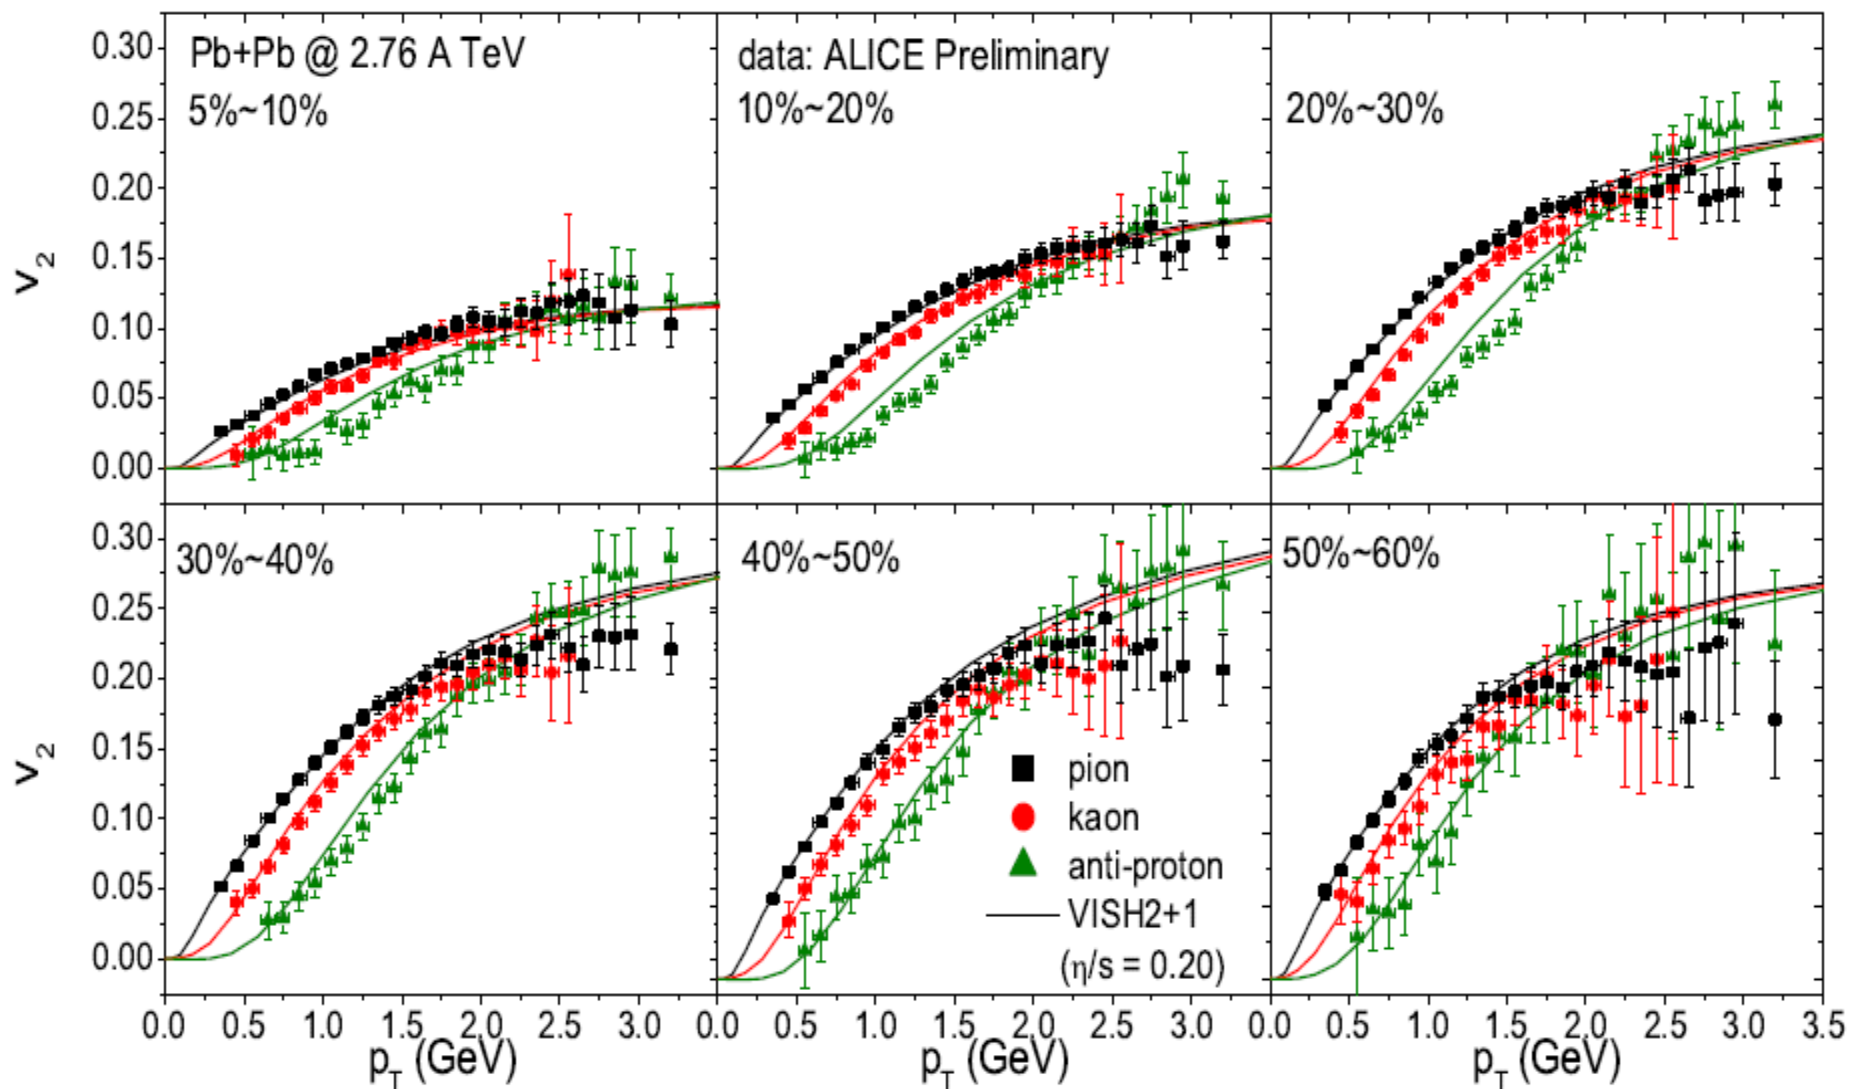 Pb+Pb @ 2.76 A TeV
5%~10%
data: ALICE Preliminary
10%~20%
20%~30%
0.30
0.25
0.20
0.15
0.10
0.05
0.00
v2
30%~40%
40%~50%
50%~60%
0.30
0.25
0.20
0.15
0.10
0.05
0.00
v2
pion
kaon
anti-proton
VISH2+1
(η/s = 0.20)
0.0 0.5 1.0 1.5 2.0 2.5 3.0 0.0 0.5 1.0 1.5 2.0 2.5 3.0 0.0 0.5 1.0 1.5 2.0 2.5 3.0 3.5
pT (GeV) pT (GeV) pT (GeV)